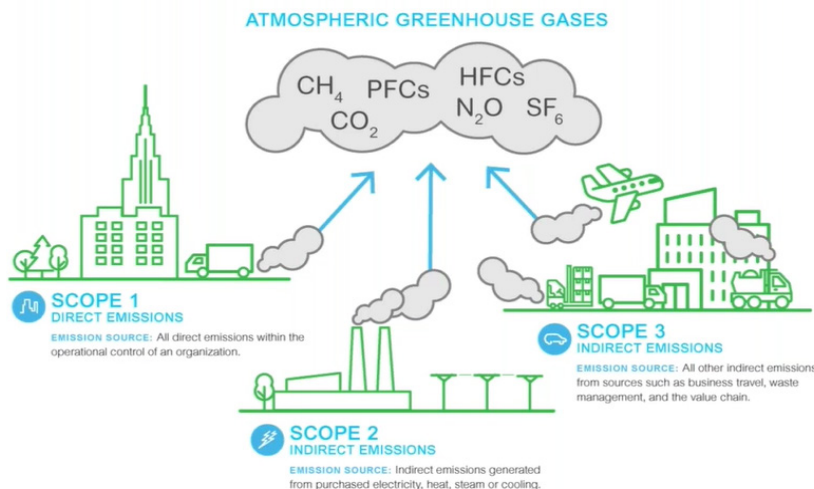 ATMOSPHERIC GREENHOUSE GASES
CH₄ PFCs HFCs
CO₂ N₂O SF₆
SCOPE 1
DIRECT EMISSIONS
EMISSION SOURCE: All direct emissions within the
operational control of an organization.
SCOPE 2
INDIRECT EMISSIONS
EMISSION SOURCE: Indirect emissions generated
from purchased electricity, heat, steam or cooling.
SCOPE 3
INDIRECT EMISSIONS
EMISSION SOURCE: All other indirect emissions
from sources such as business travel, waste
management, and the value chain.